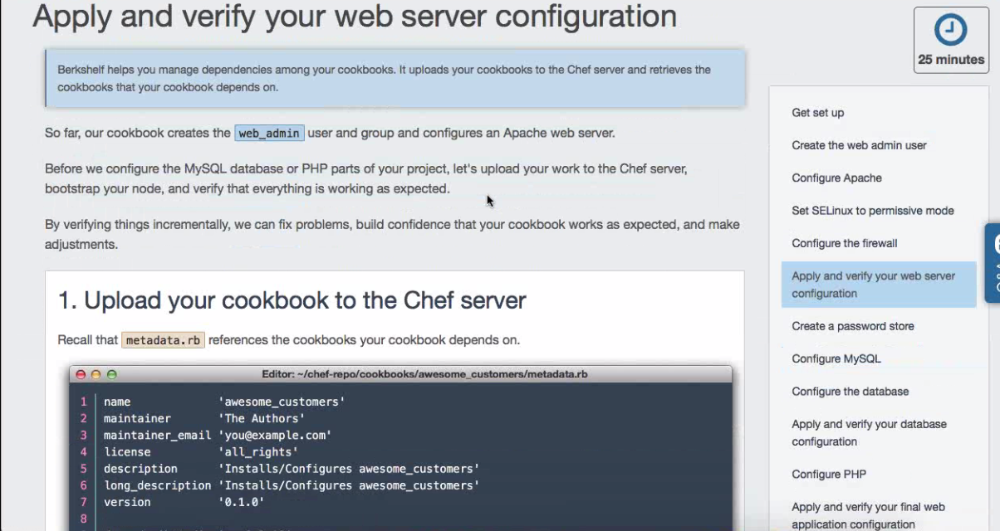 Apply and verify your web server configuration
25 minutes
Berkshelf helps you manage dependencies among your cookbooks. It uploads your cookbooks to the Chef server and retrieves the
cookbooks that your cookbook depends on.
So far, our cookbook creates the web_admin user and group and configures an Apache web server.
Before we configure the MySQL database or PHP parts of your project, let's upload your work to the Chef server,
bootstrap your node, and verify that everything is working as expected.
By verifying things incrementally, we can fix problems, build confidence that your cookbook works as expected, and make
adjustments.
1. Upload your cookbook to the Chef server
Recall that metadata.rb references the cookbooks your cookbook depends on.
Editor: ~/chef-repo/cookbooks/awesome_customers/metadata.rb
1 name 'awesome_customers'
2 maintainer 'The Authors'
3 maintainer_email 'you@example.com'
4 license 'all_rights'
5 description 'Installs/Configures awesome_customers'
6 long_description 'Installs/Configures awesome_customers'
7 version '0.1.0'
8
Get set up
Create the web admin user
Configure Apache
Set SELinux to permissive mode
Configure the firewall
Apply and verify your web server
configuration
Create a password store
Configure MySQL
Configure the database
Apply and verify your database
configuration
Configure PHP
Apply and verify your final web
application configuration